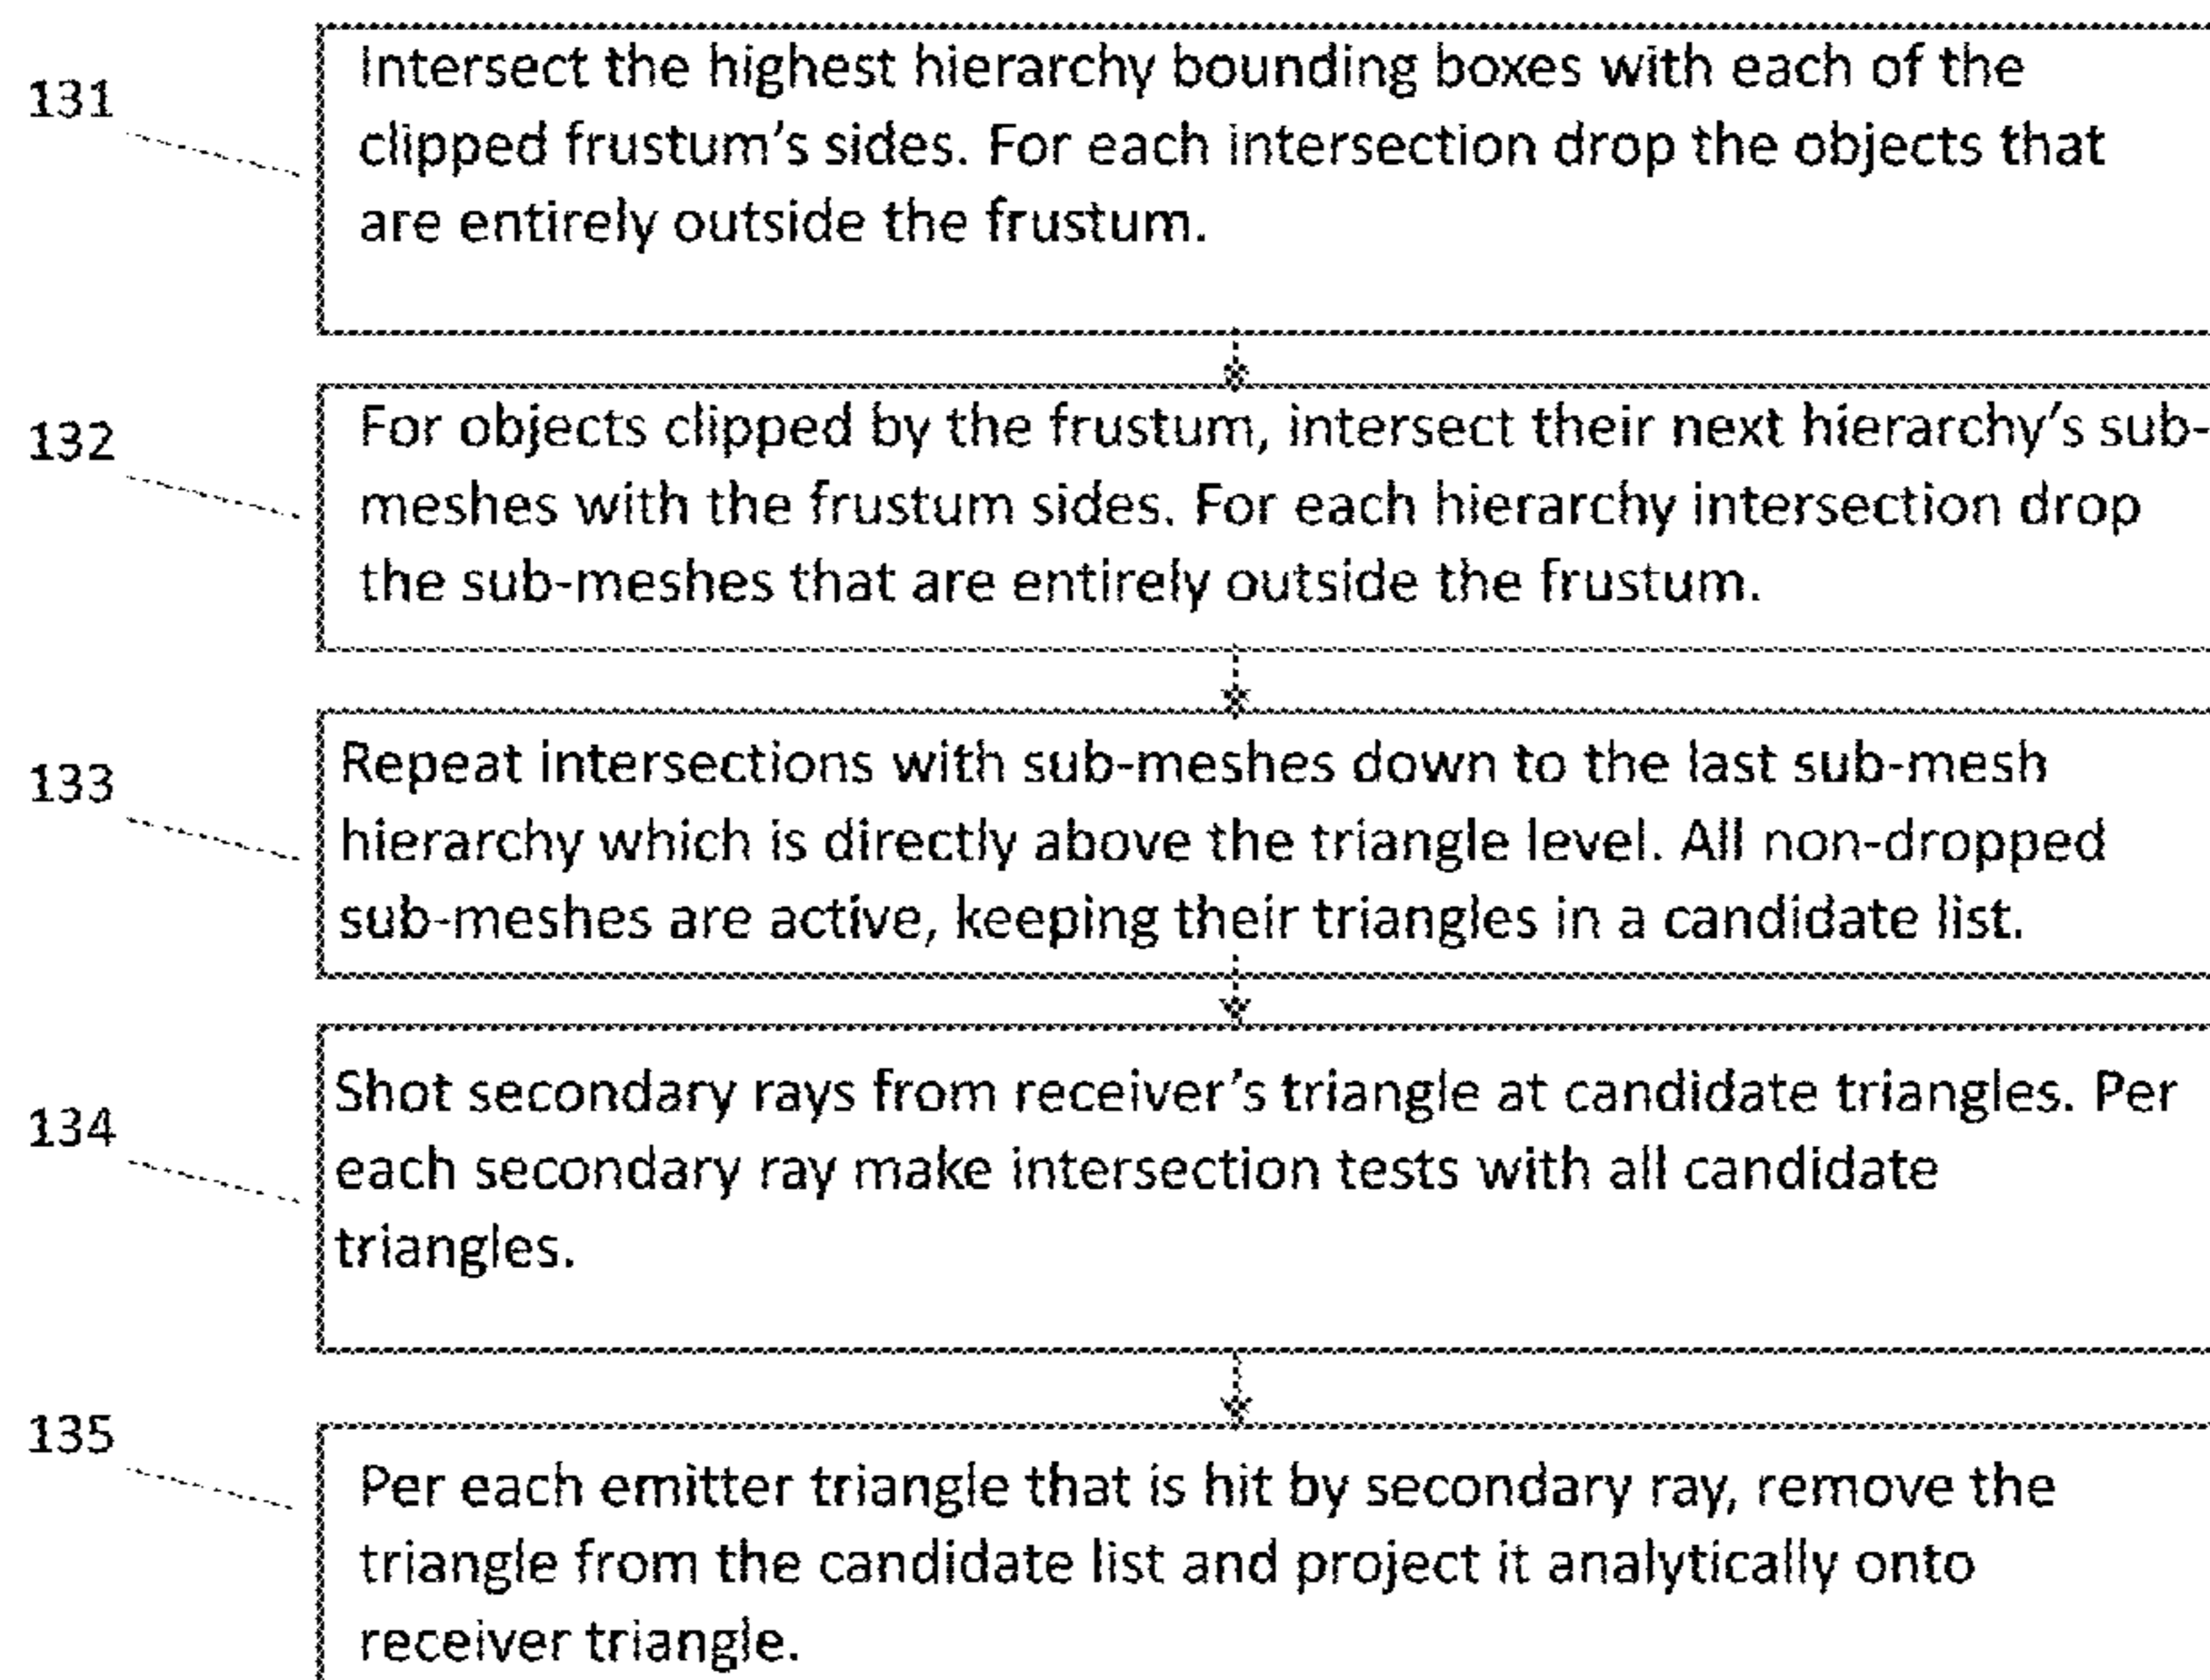 131
Intersect the highest hierarchy bounding boxes with each of the
clipped frustum's sides. For each intersection drop the objects that
are entirely outside the frustum.
132
For objects clipped by the frustum, intersect their next hierarchy's sub-
meshes with the frustum sides. For each hierarchy intersection drop
the sub-meshes that are entirely outside the frustum.
133
Repeat intersections with sub-meshes down to the last sub-mesh
hierarchy which is directly above the triangle level. All non-dropped
sub-meshes are active, keeping their triangles in a candidate list.
134
Shot secondary rays from receiver's triangle at candidate triangles. Per
each secondary ray make intersection tests with all candidate
triangles.
135
Per each emitter triangle that is hit by secondary ray, remove the
triangle from the candidate list and project it analytically onto
receiver triangle.